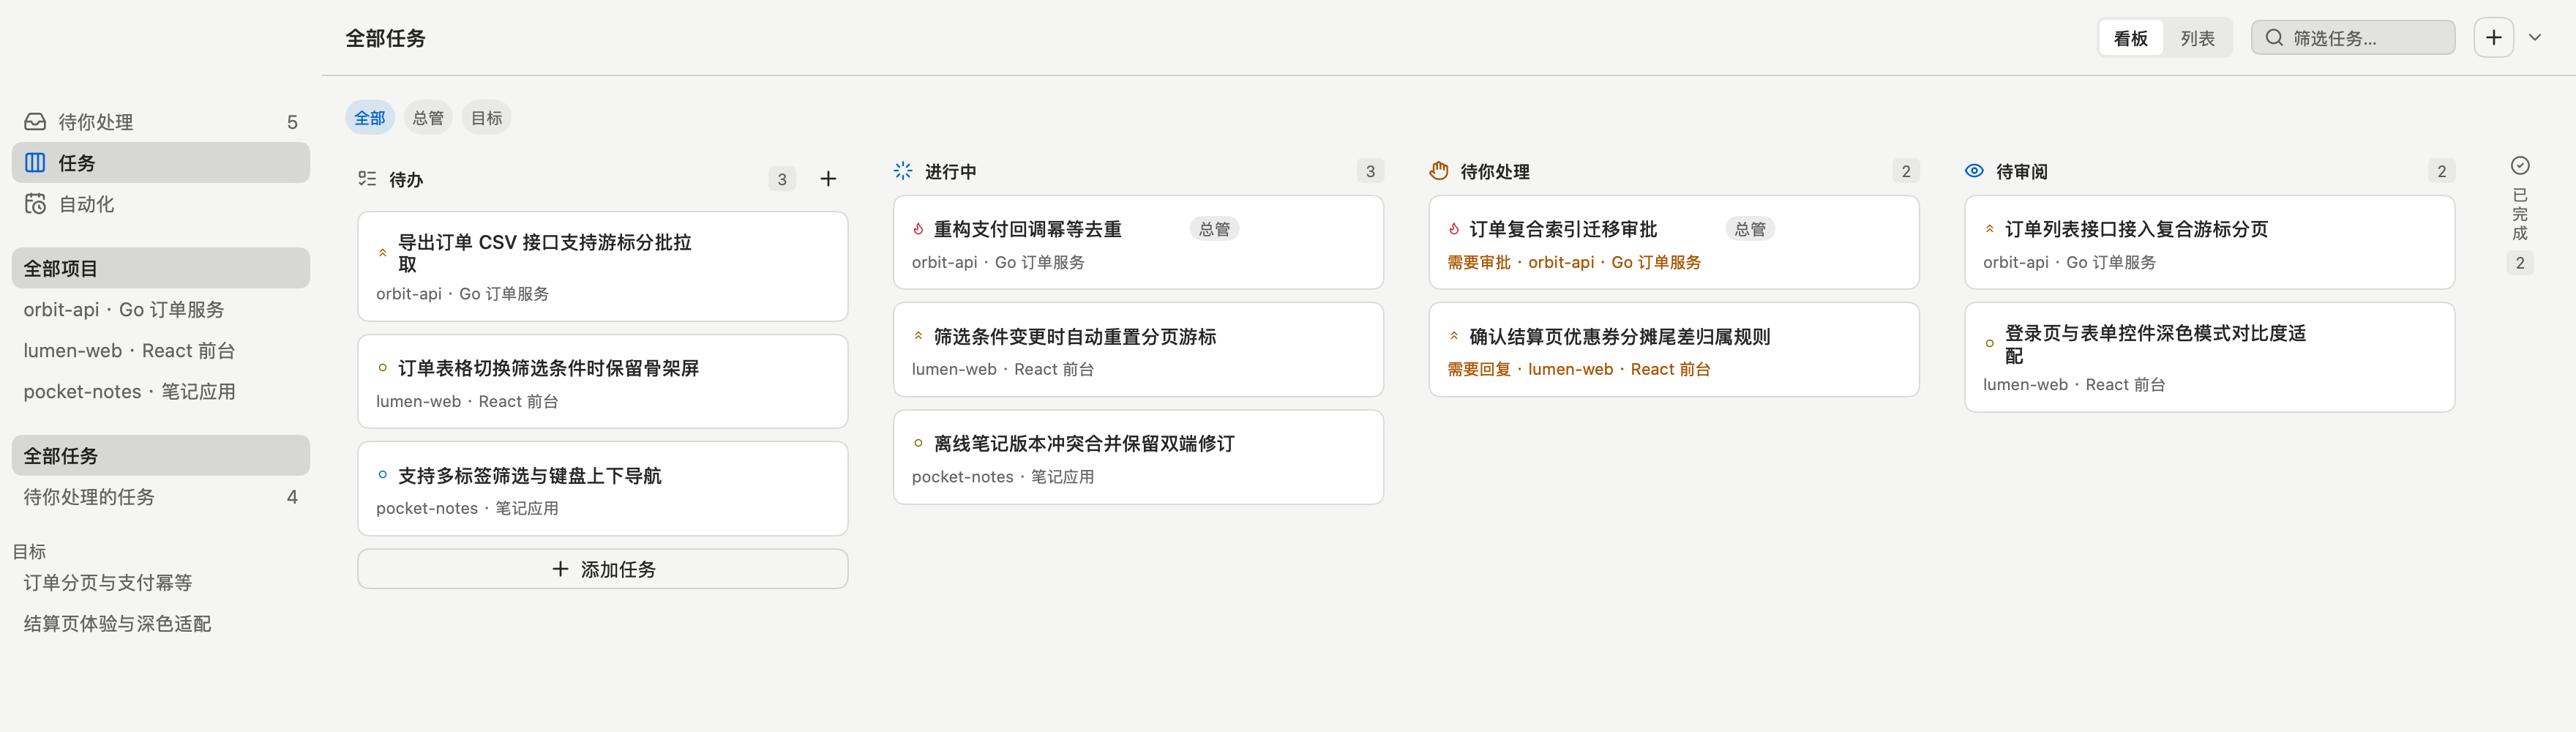 全部任务
看板
列表
筛选任务...
待你处理 5
任务
自动化
全部项目
orbit-api · Go 订单服务
lumen-web · React 前台
pocket-notes · 笔记应用
全部任务
待你处理的任务 4
目标
订单分页与支付幂等
结算页体验与深色适配
全部
总管
目标
待办 3
导出订单 CSV 接口支持游标分批拉
取
orbit-api · Go 订单服务
订单表格切换筛选条件时保留骨架屏
lumen-web · React 前台
支持多标签筛选与键盘上下导航
pocket-notes · 笔记应用
添加任务
进行中 3
重构支付回调幂等去重 总管
orbit-api · Go 订单服务
筛选条件变更时自动重置分页游标
lumen-web · React 前台
离线笔记版本冲突合并保留双端修订
pocket-notes · 笔记应用
待你处理 2
订单复合索引迁移审批 总管
需要审批 · orbit-api · Go 订单服务
确认结算页优惠券分摊尾差归属规则
需要回复 · lumen-web · React 前台
待审阅 2
订单列表接口接入复合游标分页
orbit-api · Go 订单服务
登录页与表单控件深色模式对比度适
配
lumen-web · React 前台
已完成
2